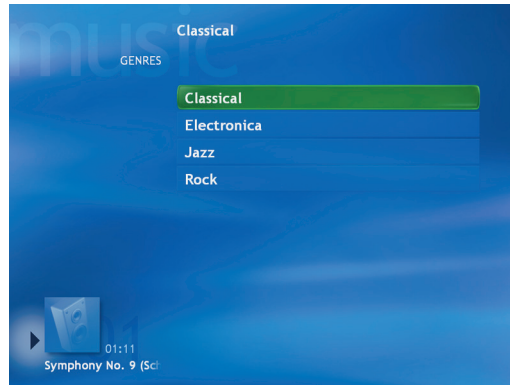 music
Classical
GENRES
Classical
Electronica
Jazz
Rock
01:11
Symphony No. 9 (Sc